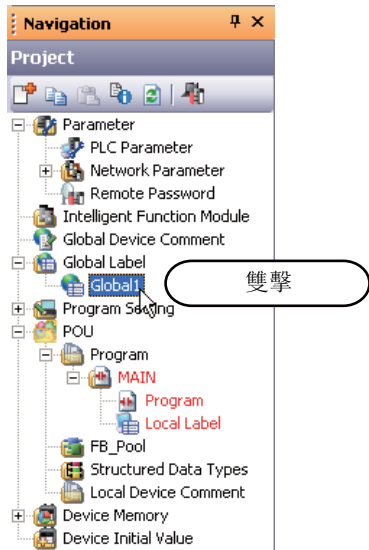 Navigation
Project
Parameter
PLC Parameter
Network Parameter
Remote Password
Intelligent Function Module
Global Device Comment
Global Label
Global1
雙擊
Program Setting
POU
Program
MAIN
Program
Local Label
FB_Pool
Structured Data Types
Local Device Comment
Device Memory
Device Initial Value